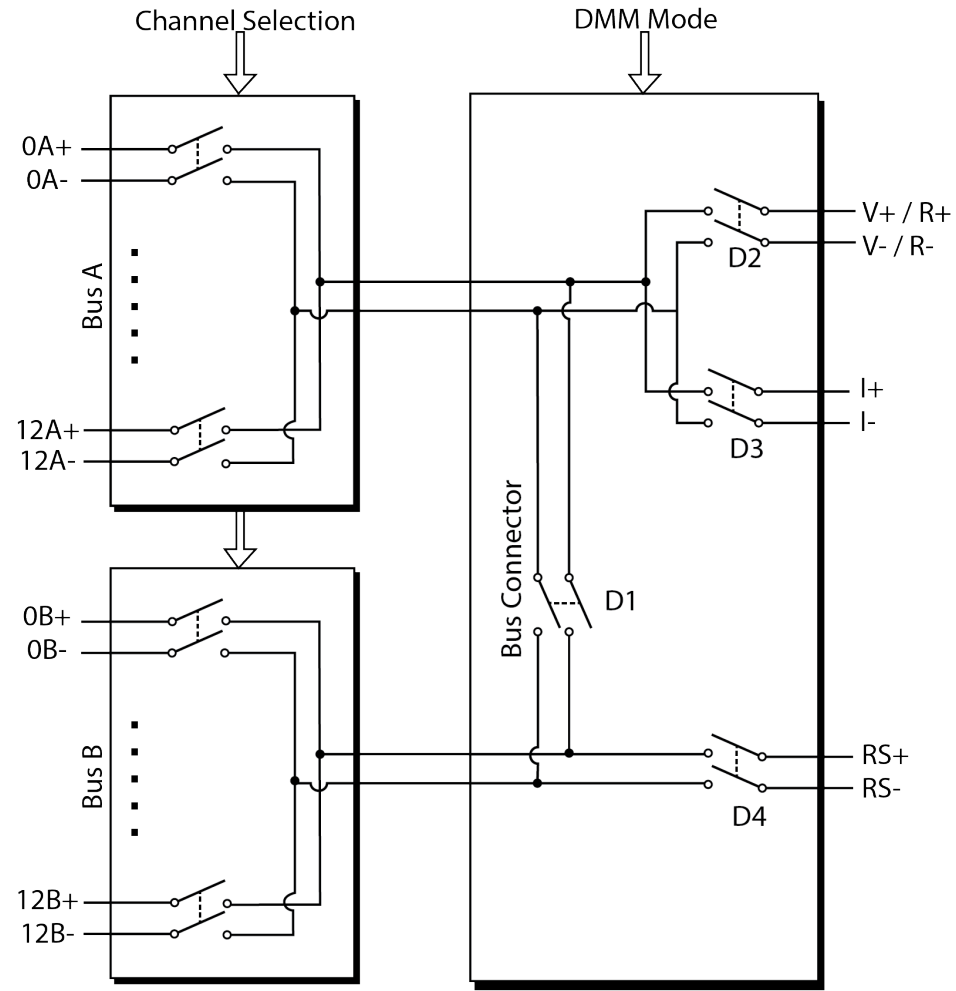 Channel Selection
DMM Mode
0A+
0A-
Bus A
12A+
12A-
V+ / R+
V- / R-
D2
I+
I-
D3
Bus Connector
D1
0B+
0B-
Bus B
12B+
12B-
RS+
RS-
D4